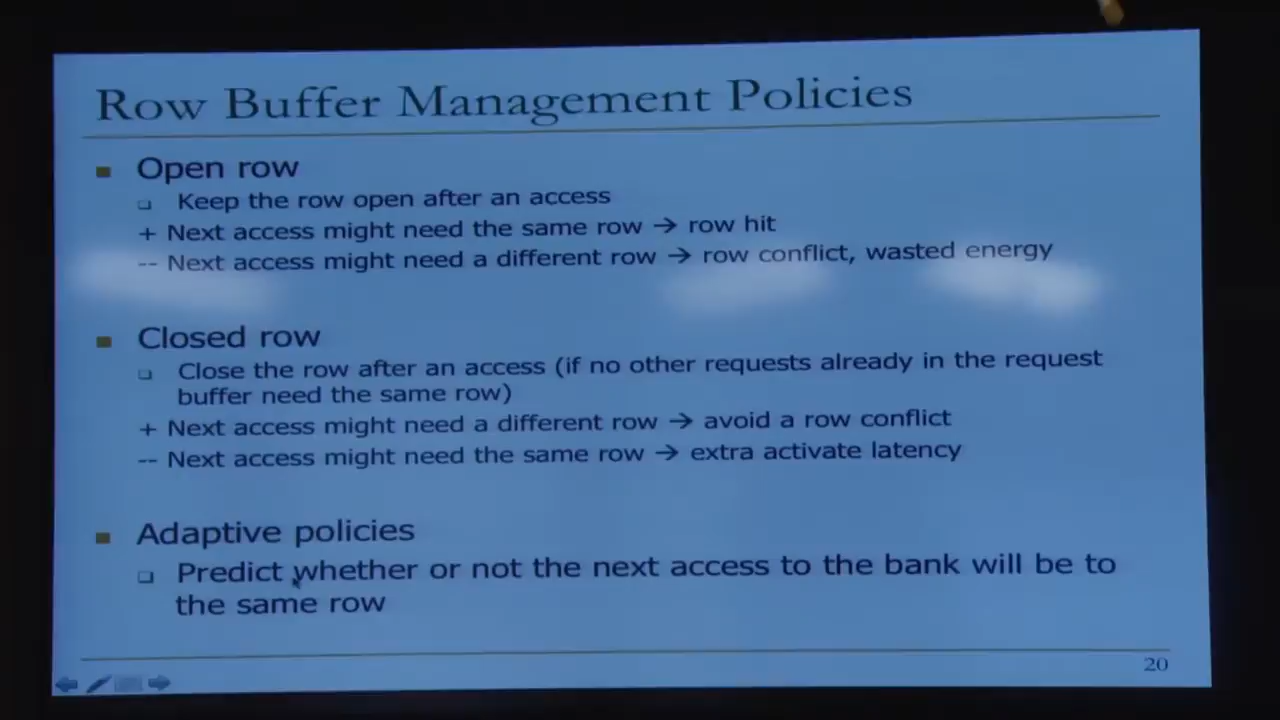 Row Buffer Management Policies
Open row
Keep the row open after an access
+ Next access might need the same row → row hit
-- Next access might need a different row → row conflict, wasted energy
Closed row
Close the row after an access (if no other requests already in the request
buffer need the same row)
+ Next access might need a different row → avoid a row conflict
-- Next access might need the same row → extra activate latency
Adaptive policies
Predict whether or not the next access to the bank will be to
the same row
20